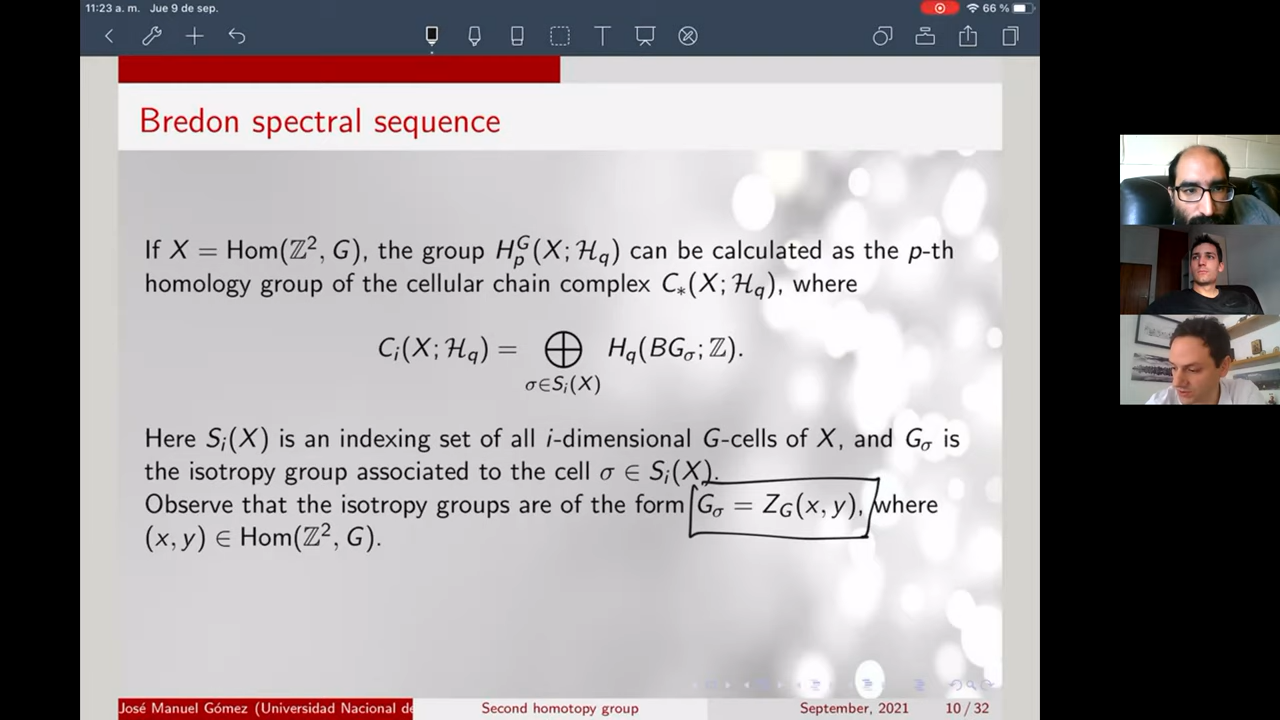 11:23 a. m. Jue 9 de sep.
66 %
Bredon spectral sequence
If X = Hom(ℤ², G), the group H_p^G(X; ℋ_q) can be calculated as the p-th
homology group of the cellular chain complex C_*(X; ℋ_q), where
C_i(X; ℋ_q) = ⊕_{σ∈S_i(X)} H_q(BG_σ; ℤ).
Here S_i(X) is an indexing set of all i-dimensional G-cells of X, and G_σ is
the isotropy group associated to the cell σ ∈ S_i(X).
Observe that the isotropy groups are of the form G_σ = Z_G(x, y), where
(x, y) ∈ Hom(ℤ², G).
José Manuel Gómez (Universidad Nacional de
Second homotopy group
September, 2021
10 / 32